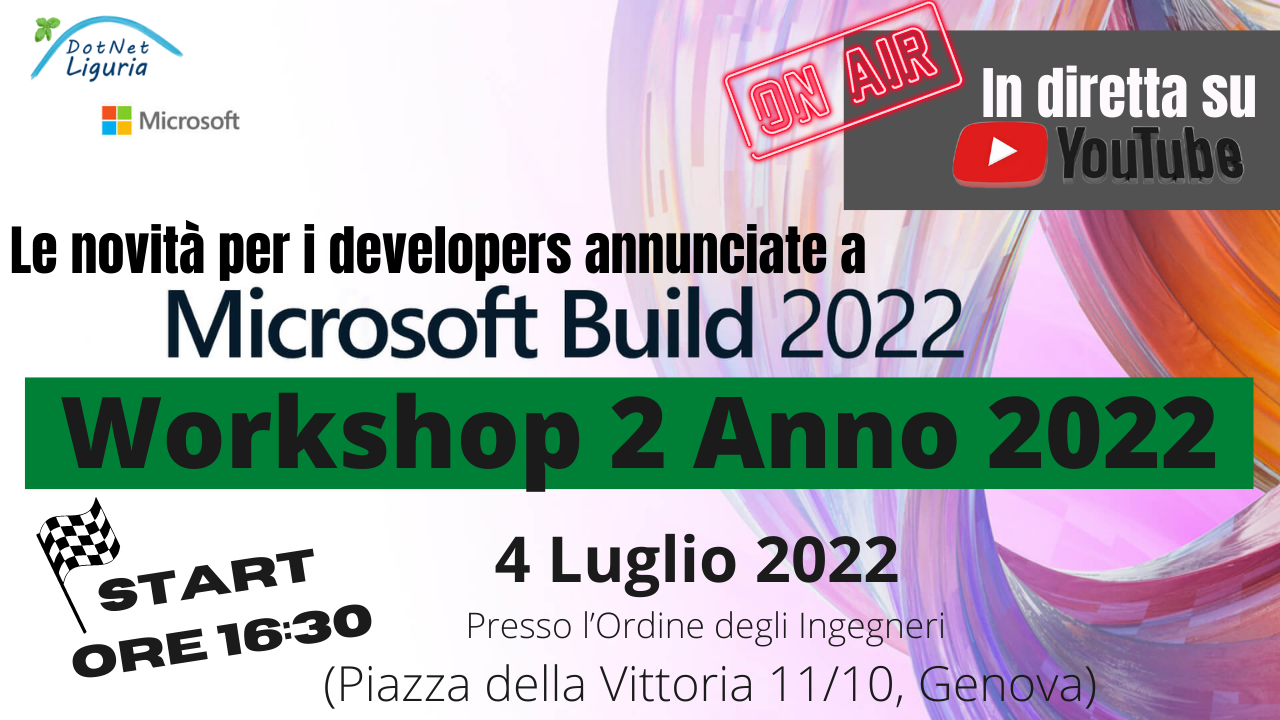 DotNet
Liguria
Microsoft
ON AIR
In diretta su
YouTube
Le novità per i developers annunciate a
Microsoft Build 2022
Workshop 2 Anno 2022
START
ORE 16:30
4 Luglio 2022
Presso l'Ordine degli Ingegneri
(Piazza della Vittoria 11/10, Genova)